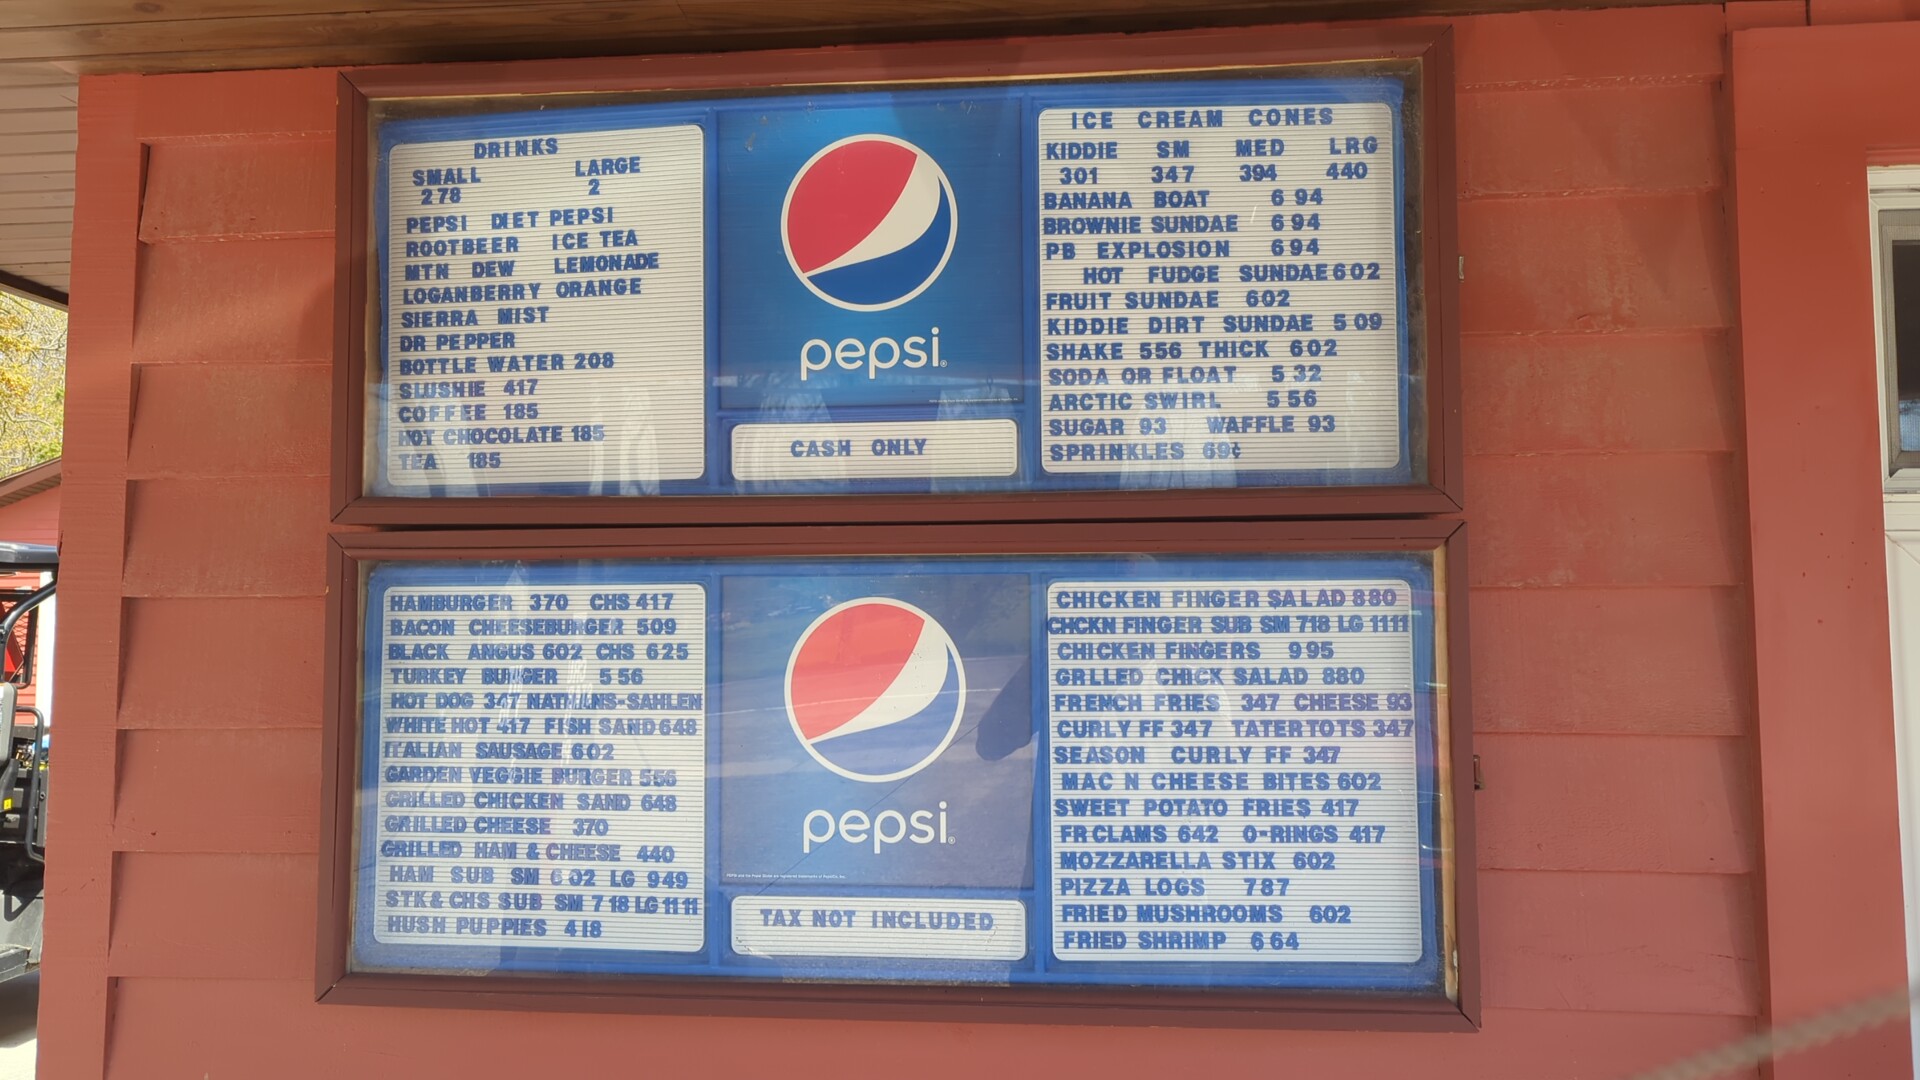 DRINKS
SMALL LARGE
278 2
PEPSI DIET PEPSI
ROOTBEER ICE TEA
MTN DEW LEMONADE
LOGANBERRY ORANGE
SIERRA MIST
DR PEPPER
BOTTLE WATER 208
SLUSHIE 417
COFFEE 185
HOT CHOCOLATE 185
TEA 185
pepsi
CASH ONLY
ICE CREAM CONES
KIDDIE SM MED LRG
301 347 394 440
BANANA BOAT 694
BROWNIE SUNDAE 694
PB EXPLOSION 694
HOT FUDGE SUNDAE 602
FRUIT SUNDAE 602
KIDDIE DIRT SUNDAE 509
SHAKE 556 THICK 602
SODA OR FLOAT 532
ARCTIC SWIRL 556
SUGAR 93 WAFFLE 93
SPRINKLES 69¢
HAMBURGER 370 CHS 417
BACON CHEESEBURGER 509
BLACK ANGUS 602 CHS 625
TURKEY BURGER 556
HOT DOG 347 NATHANS-SAHLEN
WHITE HOT 417 FISH SAND 648
ITALIAN SAUSAGE 602
GARDEN VEGGIE BURGER 556
GRILLED CHICKEN SAND 648
GRILLED CHEESE 370
GRILLED HAM & CHEESE 440
HAM SUB SM 602 LG 949
STK & CHS SUB SM 718 LG 1111
HUSH PUPPIES 418
pepsi
TAX NOT INCLUDED
CHICKEN FINGER SALAD 880
CHCKN FINGER SUB SM 718 LG 1111
CHICKEN FINGERS 995
GRLLED CHICK SALAD 880
FRENCH FRIES 347 CHEESE 93
CURLY FF 347 TATERTOTS 347
SEASON CURLY FF 347
MAC N CHEESE BITES 602
SWEET POTATO FRIES 417
FR CLAMS 642 O-RINGS 417
MOZZARELLA STIX 602
PIZZA LOGS 787
FRIED MUSHROOMS 602
FRIED SHRIMP 664